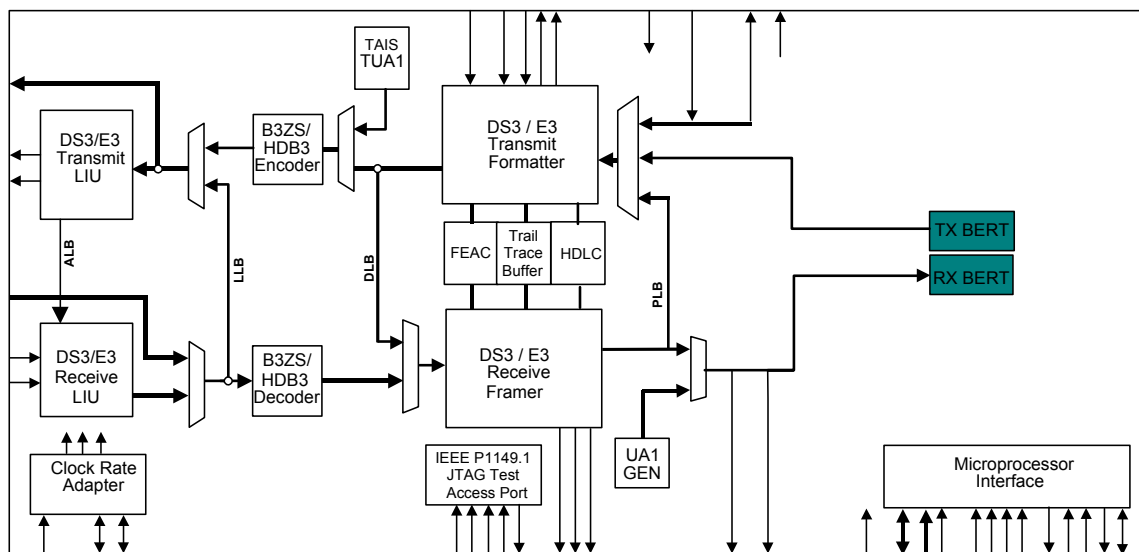 TAIS
TUA1
DS3/E3
Transmit
LIU
B3ZS/
HDB3
Encoder
DS3 / E3
Transmit
Formatter
FEAC
Trail
Trace
Buffer
HDLC
TX BERT
RX BERT
ALB
LLB
DLB
PLB
DS3/E3
Receive
LIU
B3ZS/
HDB3
Decoder
DS3 / E3
Receive
Framer
Clock Rate
Adapter
IEEE P1149.1
JTAG Test
Access Port
UA1
GEN
Microprocessor
Interface